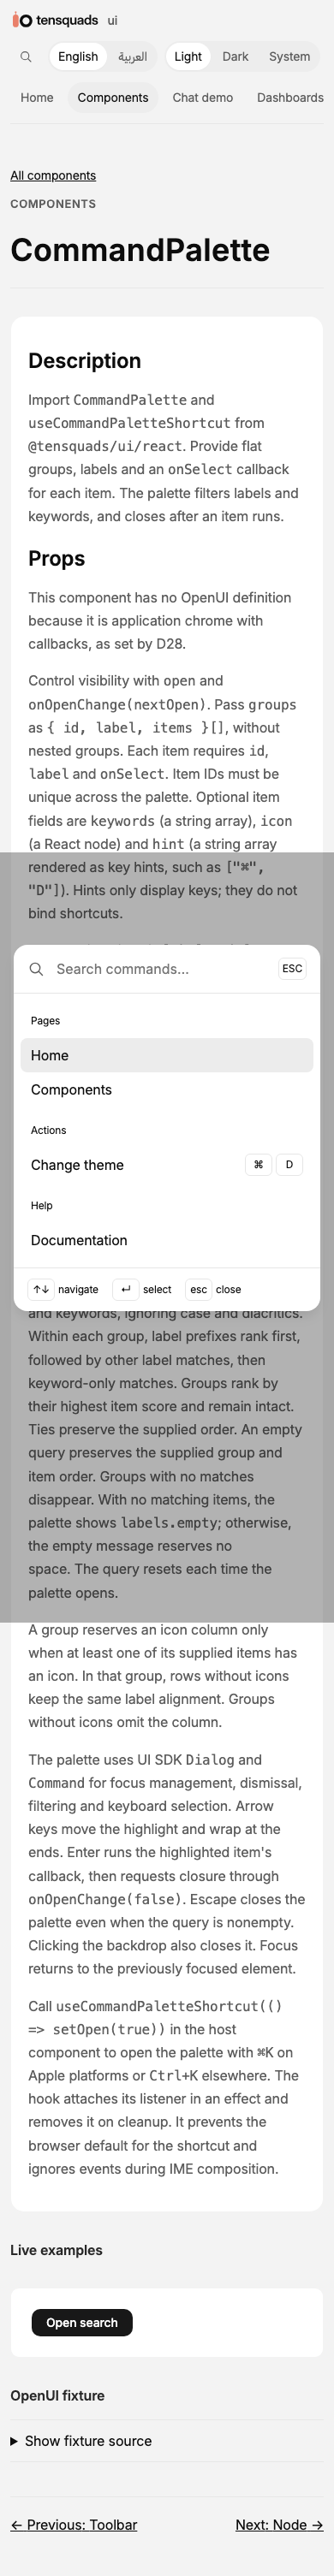 tensquads ui
English العربية Light Dark System
Home Components Chat demo Dashboards
All components
COMPONENTS
CommandPalette
Description
Import CommandPalette and
useCommandPaletteShortcut from
@tensquads/ui/react. Provide flat
groups, labels and an onSelect callback
for each item. The palette filters labels and
keywords, and closes after an item runs.
Props
This component has no OpenUI definition
because it is application chrome with
callbacks, as set by D28.
Control visibility with open and
onOpenChange(nextOpen). Pass groups
as { id, label, items }[], without
nested groups. Each item requires id,
label and onSelect. Item IDs must be
unique across the palette. Optional item
fields are keywords (a string array), icon
(a React node) and hint (a string array
rendered as key hints, such as ["⌘",
"D"]). Hints only display keys; they do not
bind shortcuts.
Search commands... ESC
Pages
Home
Components
Actions
Change theme ⌘ D
Help
Documentation
↑↓ navigate ↵ select esc close
and keywords, ignoring case and diacritics.
Within each group, label prefixes rank first,
followed by other label matches, then
keyword-only matches. Groups rank by
their highest item score and remain intact.
Ties preserve the supplied order. An empty
query preserves the supplied group and
item order. Groups with no matches
disappear. With no matching items, the
palette shows labels.empty; otherwise,
the empty message reserves no
space. The query resets each time the
palette opens.
A group reserves an icon column only
when at least one of its supplied items has
an icon. In that group, rows without icons
keep the same label alignment. Groups
without icons omit the column.
The palette uses UI SDK Dialog and
Command for focus management, dismissal,
filtering and keyboard selection. Arrow
keys move the highlight and wrap at the
ends. Enter runs the highlighted item's
callback, then requests closure through
onOpenChange(false). Escape closes the
palette even when the query is nonempty.
Clicking the backdrop also closes it. Focus
returns to the previously focused element.
Call useCommandPaletteShortcut(()
=> setOpen(true)) in the host
component to open the palette with ⌘K on
Apple platforms or Ctrl+K elsewhere. The
hook attaches its listener in an effect and
removes it on cleanup. It prevents the
browser default for the shortcut and
ignores events during IME composition.
Live examples
Open search
OpenUI fixture
▶ Show fixture source
← Previous: Toolbar Next: Node →